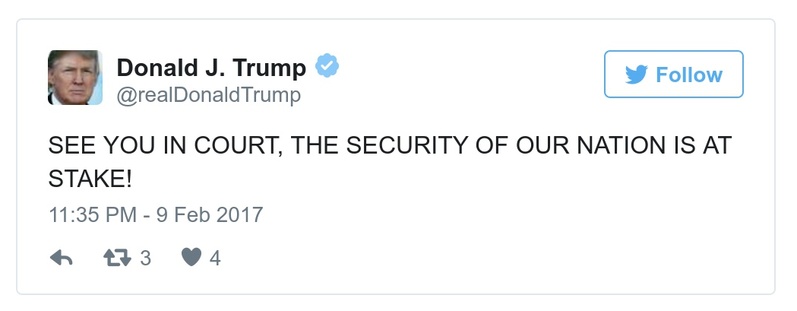 Donald J. Trump
@realDonaldTrump
Follow
SEE YOU IN COURT, THE SECURITY OF OUR NATION IS AT
STAKE!
11:35 PM - 9 Feb 2017
3 4